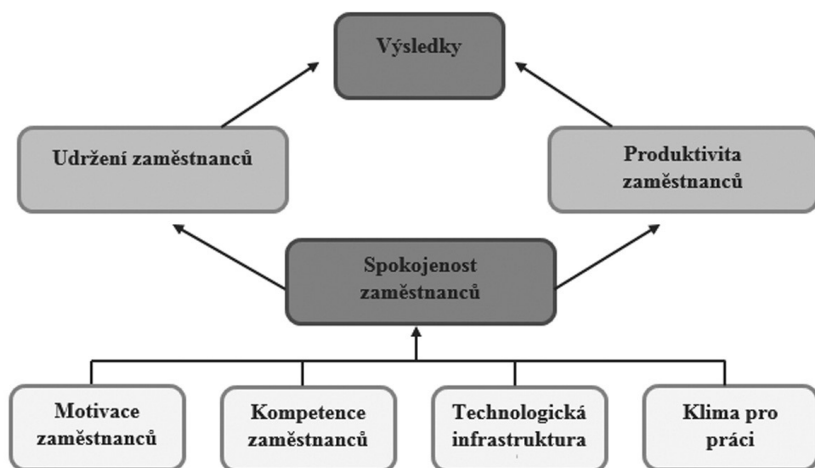 Výsledky
Udržení zaměstnanců
Produktivita
zaměstnanců
Spokojenost
zaměstnanců
Motivace
zaměstnanců
Kompetence
zaměstnanců
Technologická
infrastruktura
Klima pro
práci